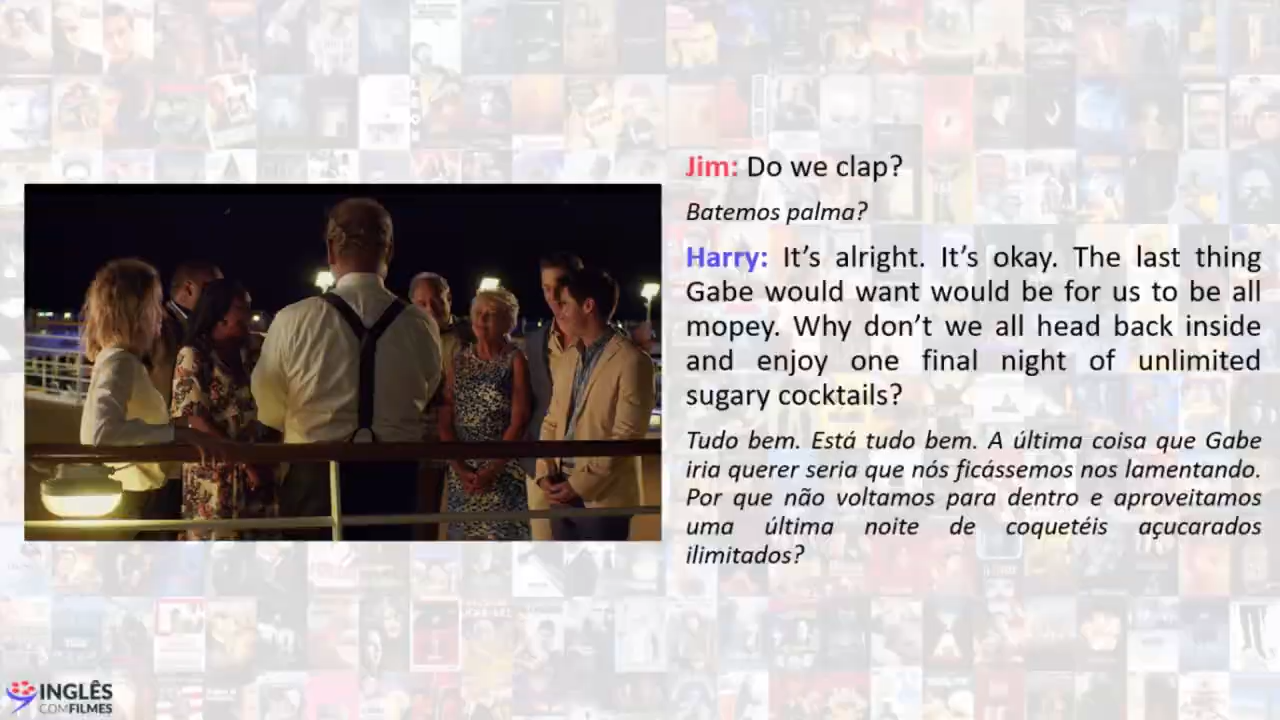 Jim: Do we clap?
Batemos palma?
Harry: It’s alright. It’s okay. The last thing
Gabe would want would be for us to be all
mopey. Why don’t we all head back inside
and enjoy one final night of unlimited
sugary cocktails?
Tudo bem. Está tudo bem. A última coisa que Gabe
iria querer seria que nós ficássemos nos lamentando.
Por que não voltamos para dentro e aproveitamos
uma última noite de coquetéis açucarados
ilimitados?
INGLÊS
COMFILMES